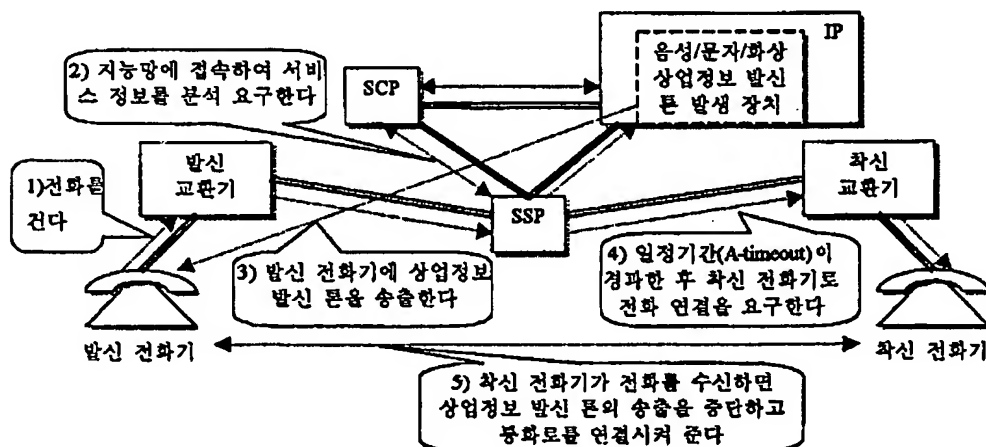 IP
음성/문자/화상
상업정보 발신
톤 발생 장치
2) 지능망에 접속하여 서비
스 정보를 분석 요구한다
SCP
발신
교환기
착신
교환기
1)전화를
건다
SSP
3) 발신 전화기에 상업정보
발신 톤을 송출한다
4) 일정기간(A-timeout)이
경과한 후 착신 전화기로
전화 연결을 요구한다
발신 전화기
착신 전화기
5) 착신 전화기가 전화를 수신하면
상업정보 발신 톤의 송출을 중단하고
통화로를 연결시켜 준다